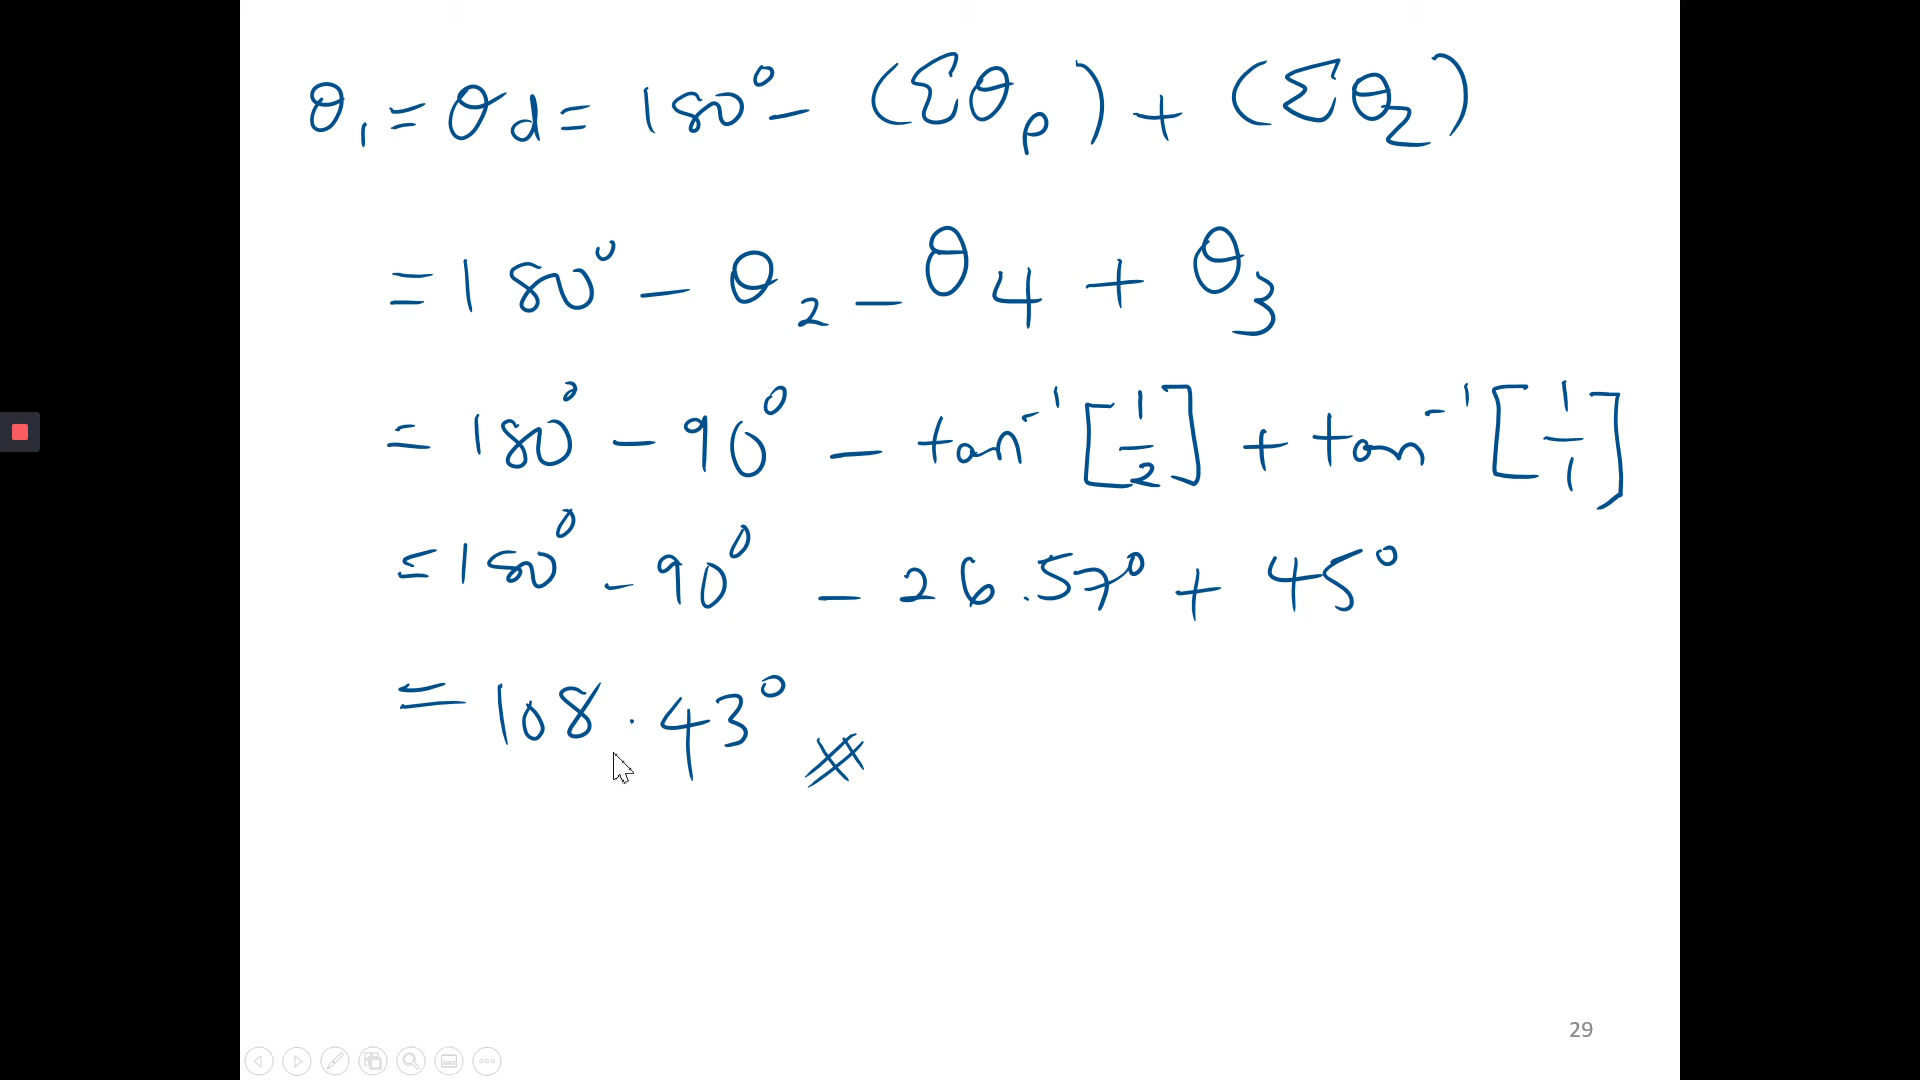 θ₁ = θd = 180° − (Σθp) + (Σθz)
= 180° − θ₂ − θ₄ + θ₃
= 180° − 90° − tan⁻¹ [1/2] + tan⁻¹ [1/1]
= 180° − 90° − 26.57° + 45°
= 108.43° #
29